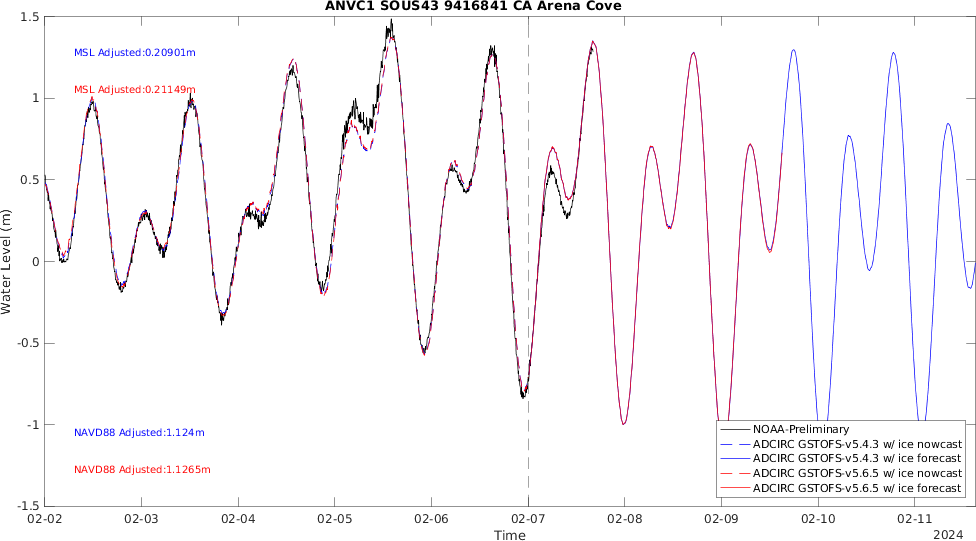 ANVC1 SOUS43 9416841 CA Arena Cove
1.5
1
0.5
0
-0.5
-1
-1.5
Water Level (m)
MSL Adjusted:0.20901m
MSL Adjusted:0.21149m
NAVD88 Adjusted:1.124m
NAVD88 Adjusted:1.1265m
NOAA-Preliminary
ADCIRC GSTOFS-v5.4.3 w/ ice nowcast
ADCIRC GSTOFS-v5.4.3 w/ ice forecast
ADCIRC GSTOFS-v5.6.5 w/ ice nowcast
ADCIRC GSTOFS-v5.6.5 w/ ice forecast
02-02 02-03 02-04 02-05 02-06 02-07 02-08 02-09 02-10 02-11
Time
2024